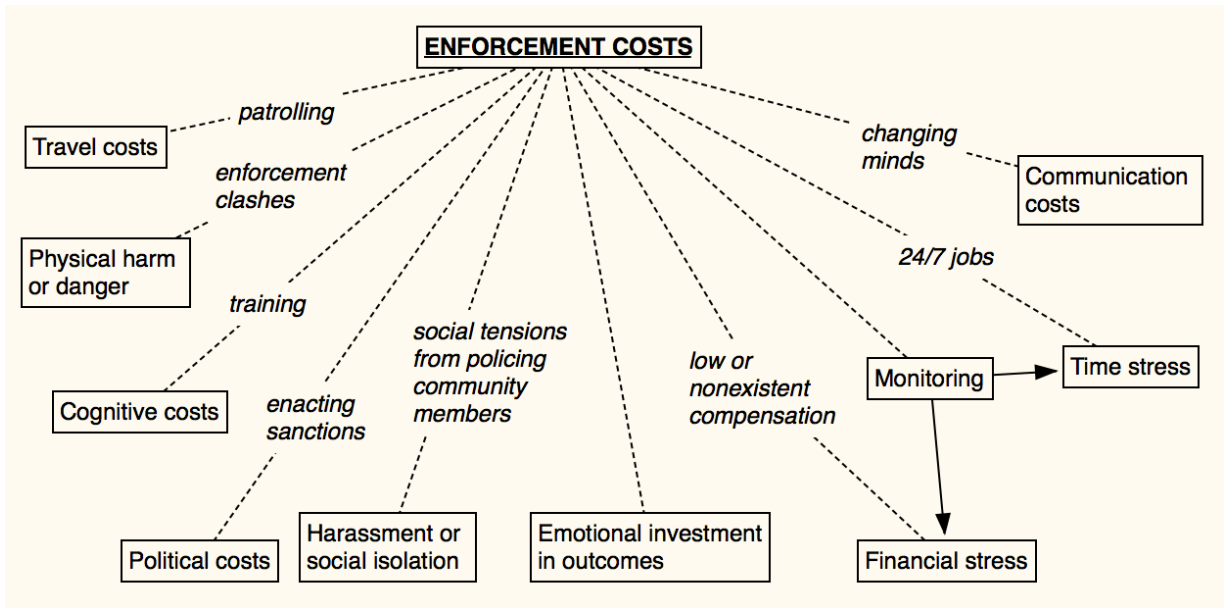 ENFORCEMENT COSTS
patrolling
Travel costs
changing
minds
Communication
costs
enforcement
clashes
Physical harm
or danger
24/7 jobs
training
social tensions
from policing
community
members
low or
nonexistent
compensation
Monitoring
Time stress
Cognitive costs
enacting
sanctions
Political costs
Harassment or
social isolation
Emotional investment
in outcomes
Financial stress